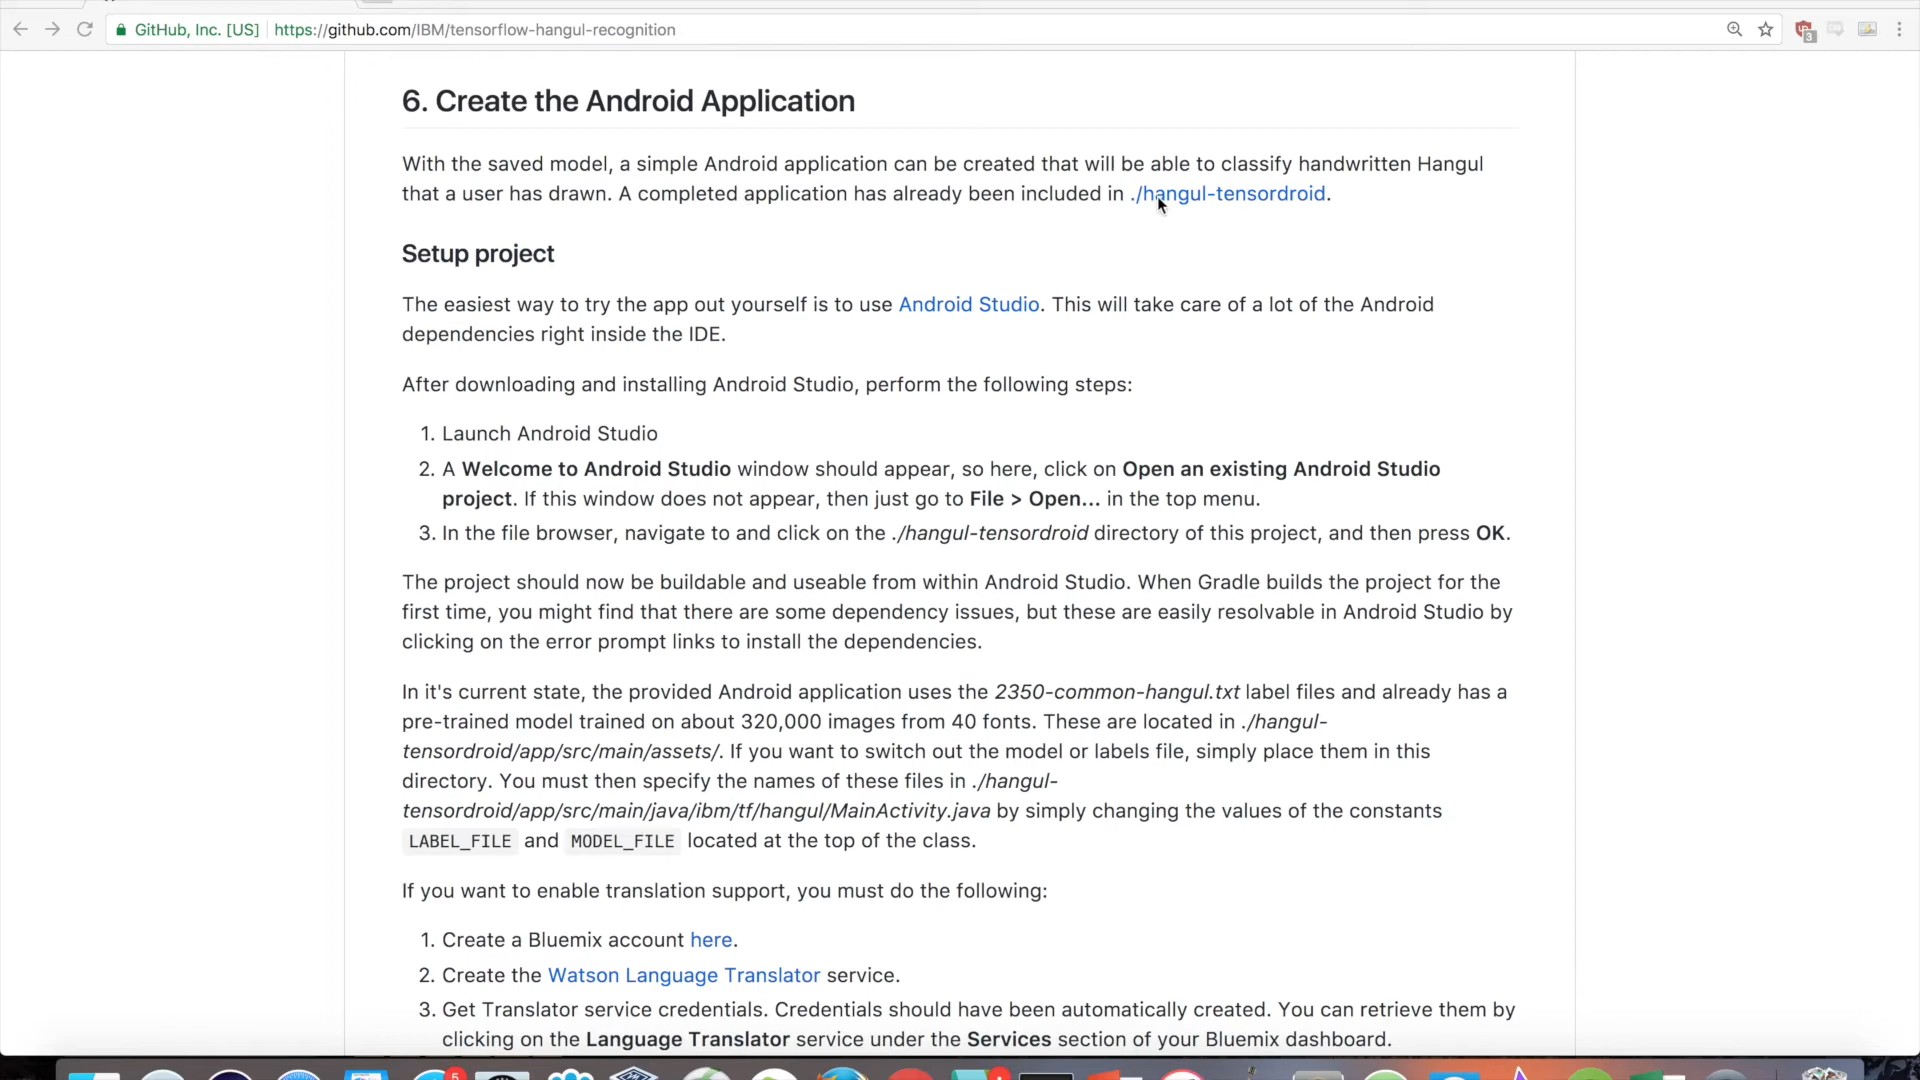 GitHub, Inc. [US] https://github.com/IBM/tensorflow-hangul-recognition
3
6. Create the Android Application
With the saved model, a simple Android application can be created that will be able to classify handwritten Hangul
that a user has drawn. A completed application has already been included in ./hangul-tensordroid.
Setup project
The easiest way to try the app out yourself is to use Android Studio. This will take care of a lot of the Android
dependencies right inside the IDE.
After downloading and installing Android Studio, perform the following steps:
1. Launch Android Studio
2. A Welcome to Android Studio window should appear, so here, click on Open an existing Android Studio
project. If this window does not appear, then just go to File > Open... in the top menu.
3. In the file browser, navigate to and click on the ./hangul-tensordroid directory of this project, and then press OK.
The project should now be buildable and useable from within Android Studio. When Gradle builds the project for the
first time, you might find that there are some dependency issues, but these are easily resolvable in Android Studio by
clicking on the error prompt links to install the dependencies.
In it's current state, the provided Android application uses the 2350-common-hangul.txt label files and already has a
pre-trained model trained on about 320,000 images from 40 fonts. These are located in ./hangul-
tensordroid/app/src/main/assets/. If you want to switch out the model or labels file, simply place them in this
directory. You must then specify the names of these files in ./hangul-
tensordroid/app/src/main/java/ibm/tf/hangul/MainActivity.java by simply changing the values of the constants
LABEL_FILE and MODEL_FILE located at the top of the class.
If you want to enable translation support, you must do the following:
1. Create a Bluemix account here.
2. Create the Watson Language Translator service.
3. Get Translator service credentials. Credentials should have been automatically created. You can retrieve them by
clicking on the Language Translator service under the Services section of your Bluemix dashboard.
5